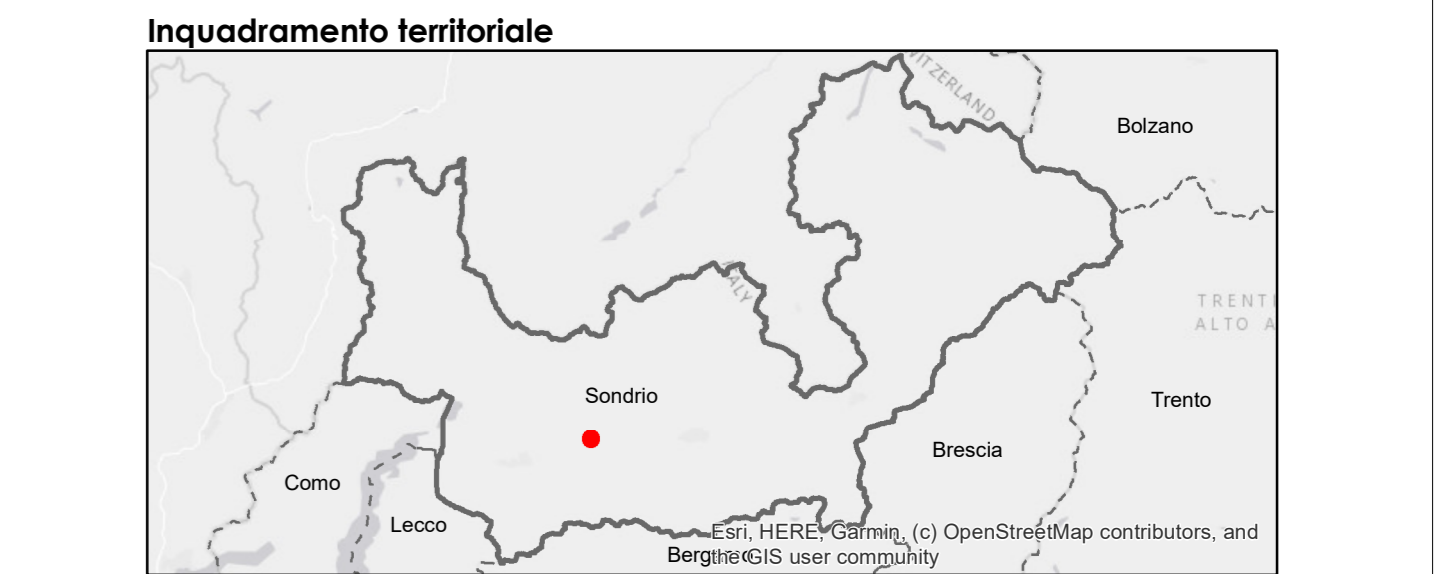 Inquadramento territoriale
WITZERLAND
Bolzano
ITALY
TRENTI
ALTO A
Sondrio
Trento
Brescia
Como
Lecco
Esri, HERE, Garmin, (c) OpenStreetMap contributors, and
the GIS user community